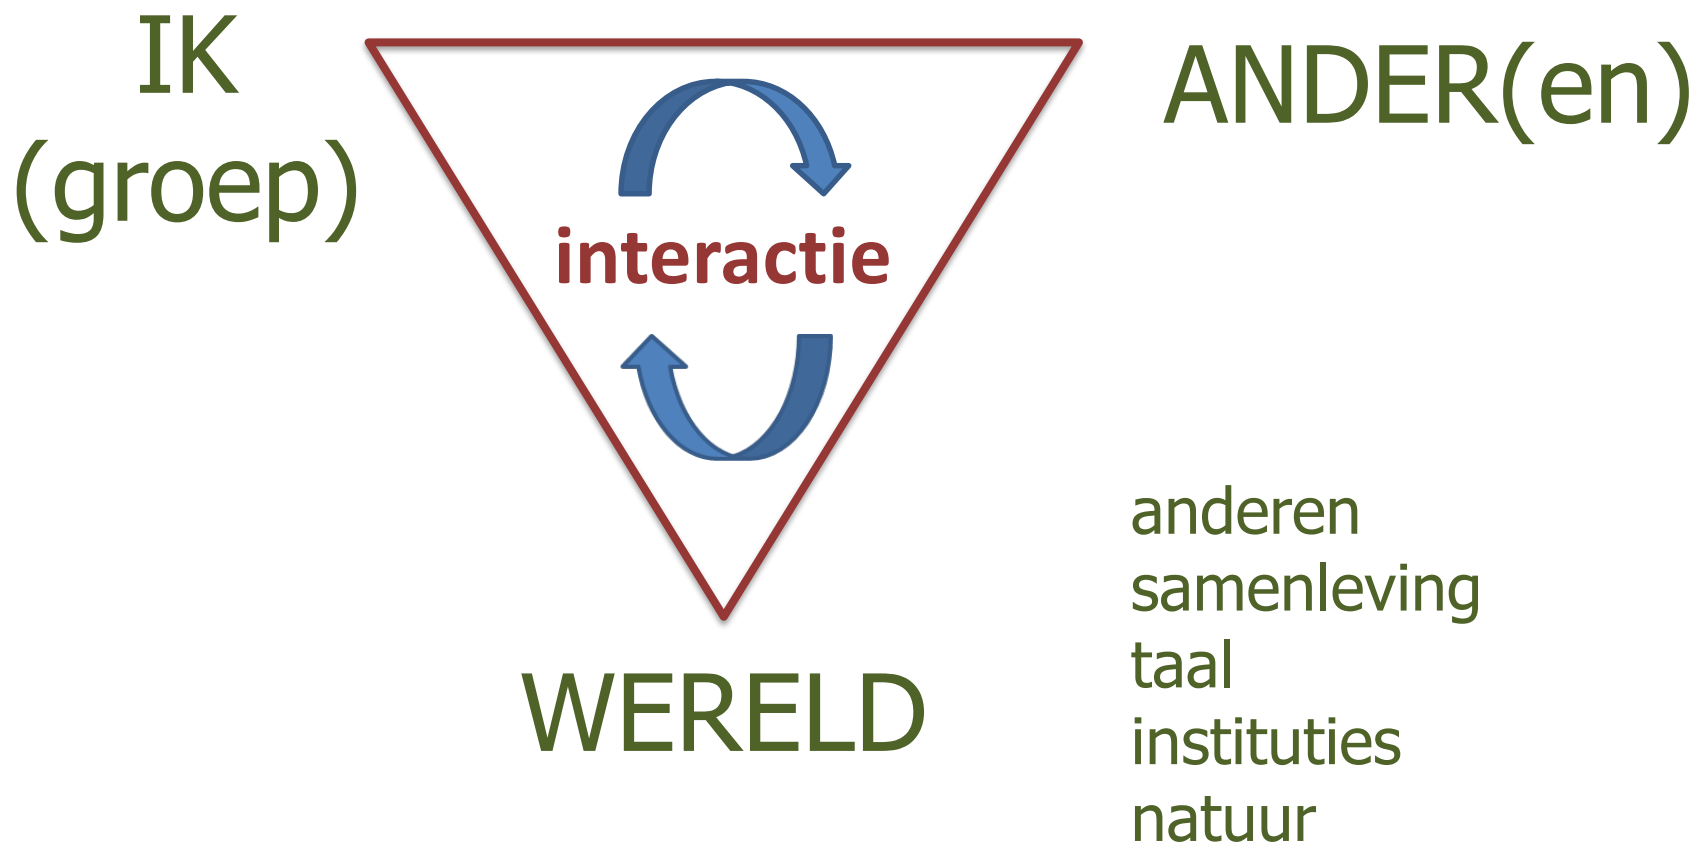 IK
(groep)
ANDER(en)
interactie
WERELD
anderen
samenleving
taal
instituties
natuur